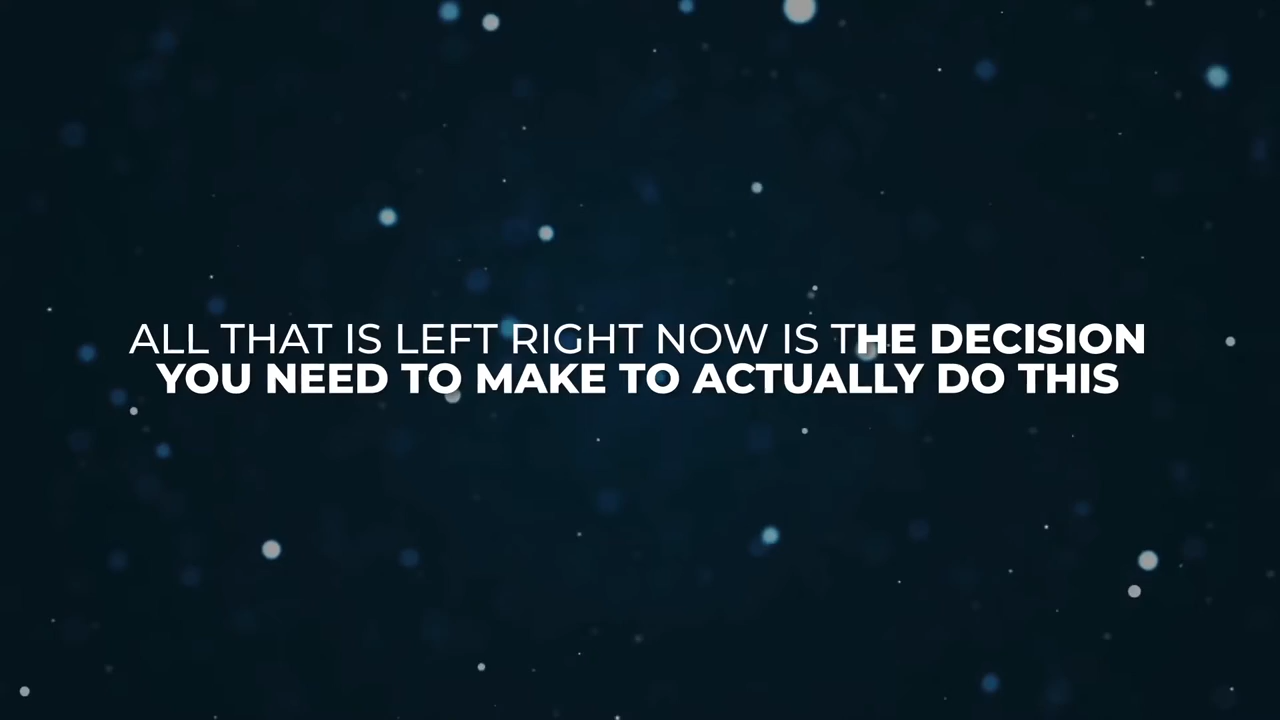 ALL THAT IS LEFT RIGHT NOW IS THE DECISION
YOU NEED TO MAKE TO ACTUALLY DO THIS